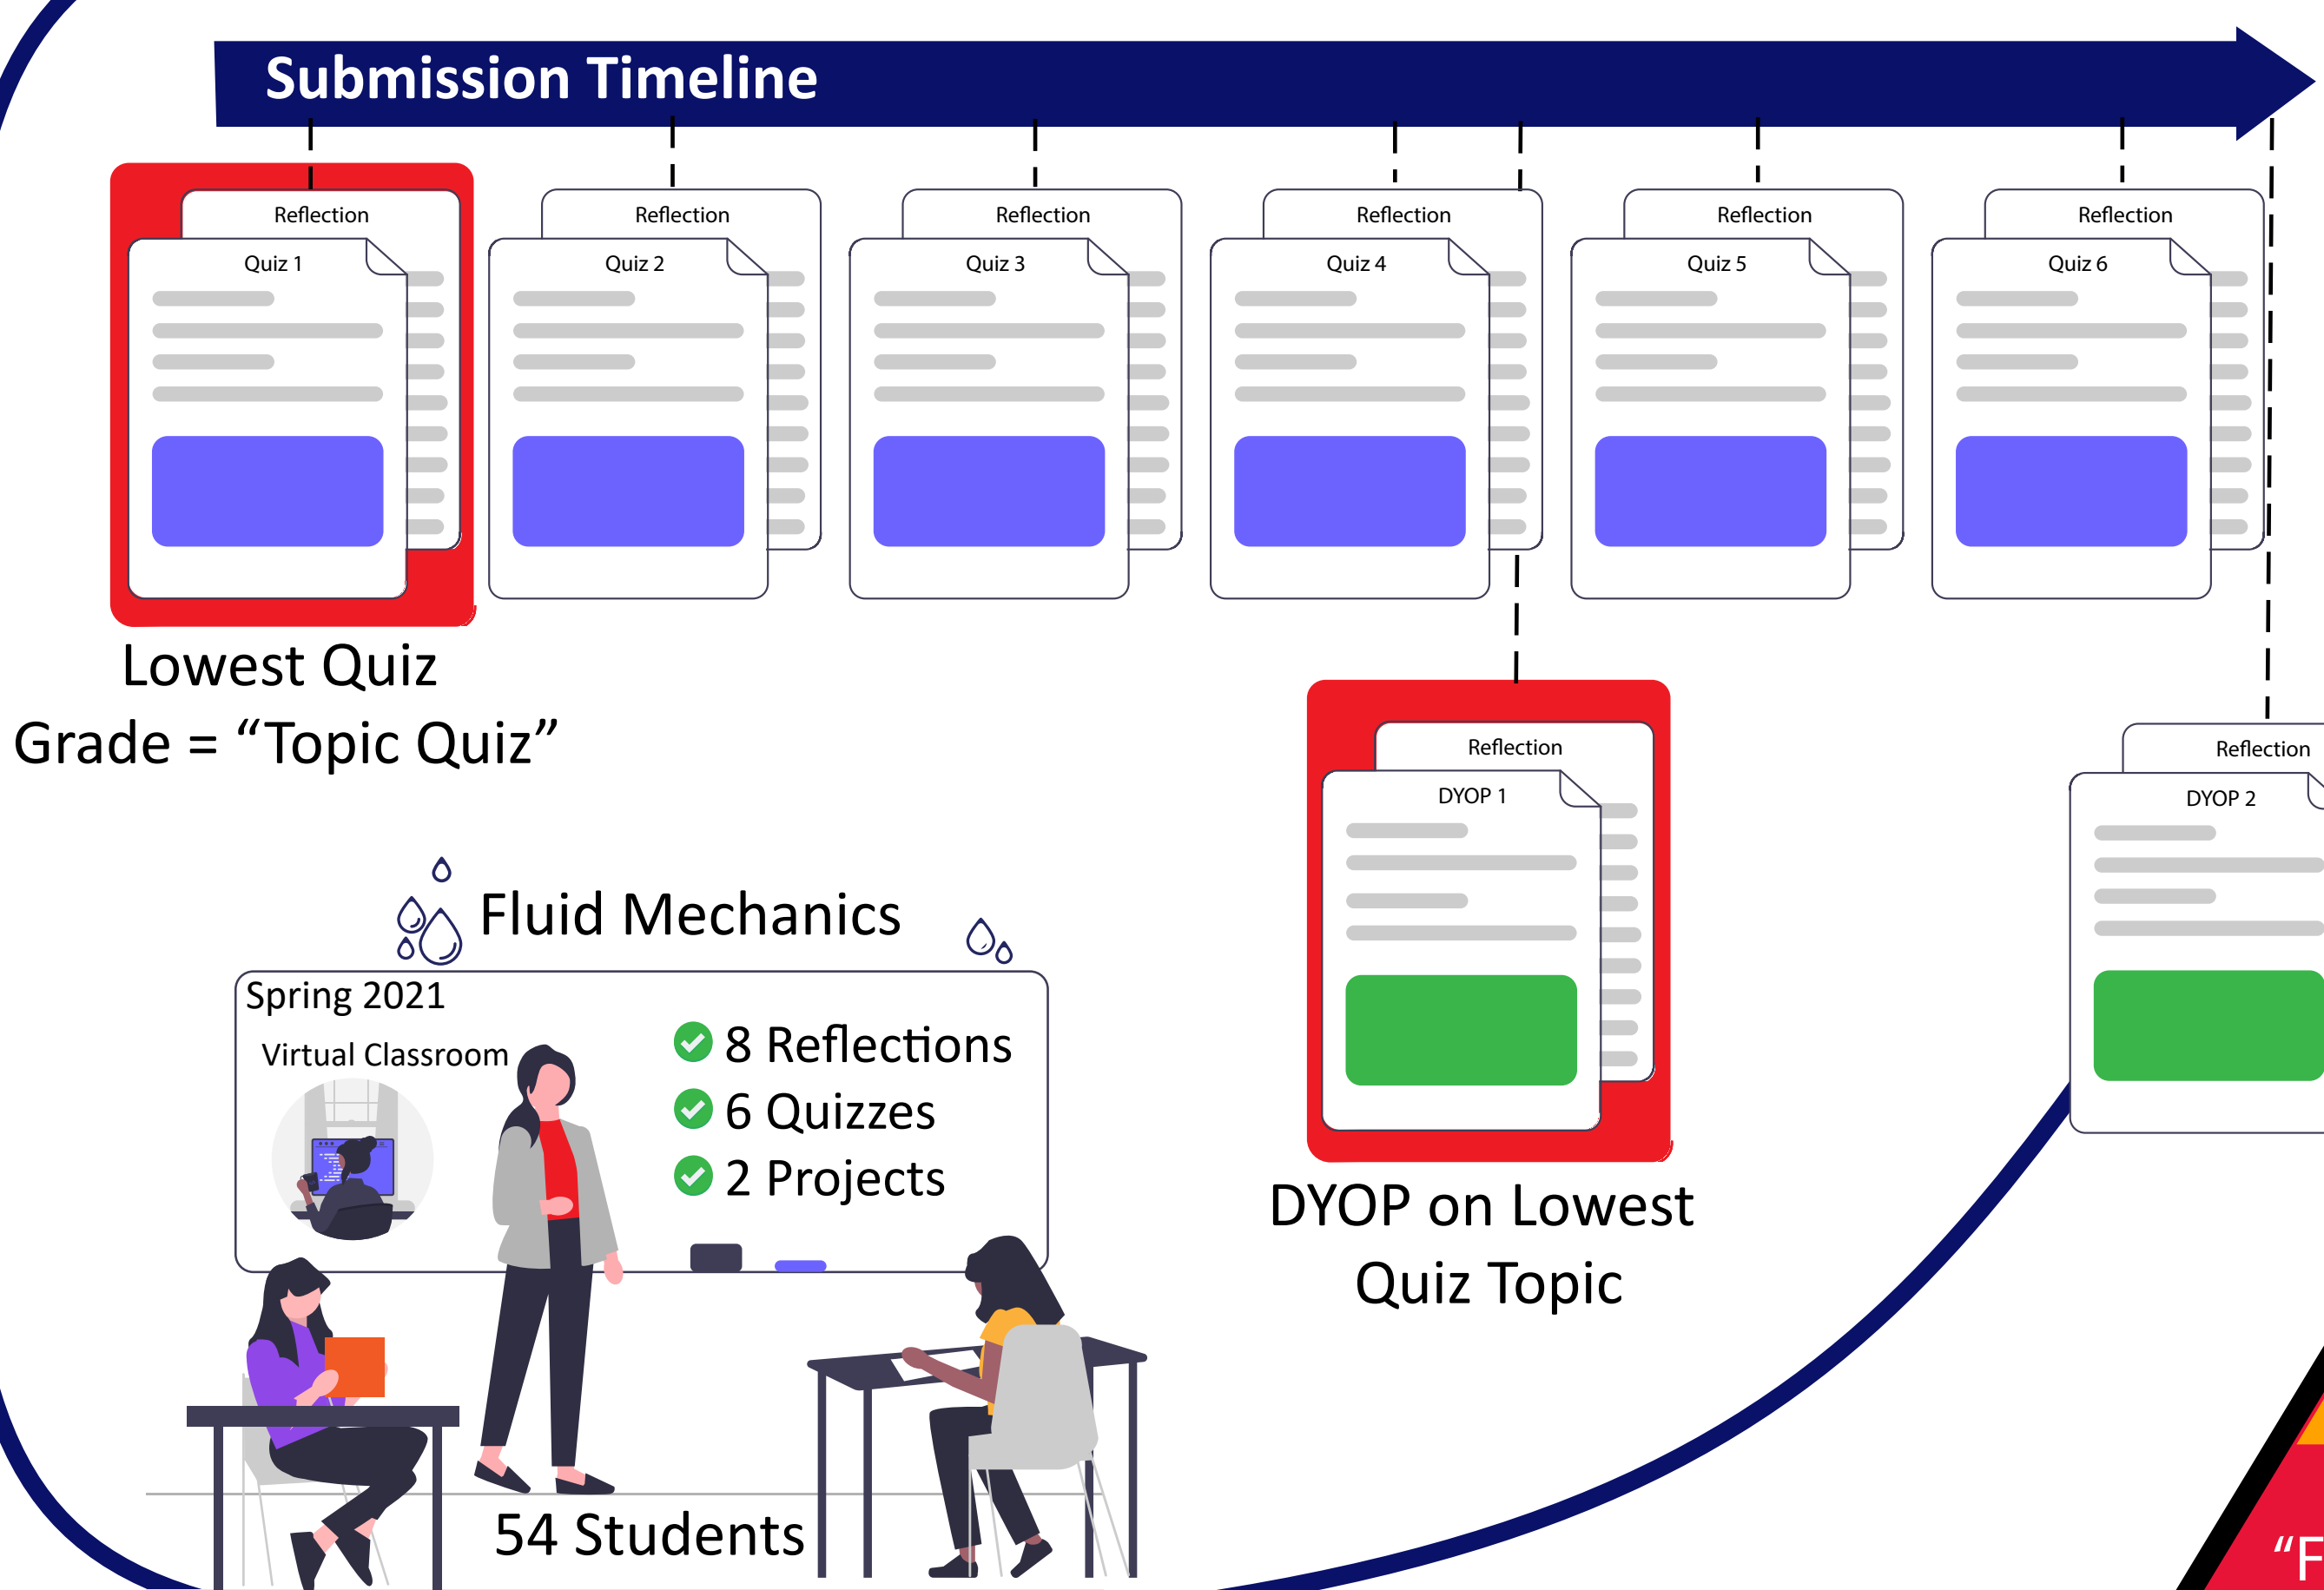 Submission Timeline
Reflection
Quiz 1
Reflection
Quiz 2
Reflection
Quiz 3
Reflection
Quiz 4
Reflection
Quiz 5
Reflection
Quiz 6
Lowest Quiz
Grade = “Topic Quiz”
Reflection
DYOP 1
DYOP on Lowest
Quiz Topic
Reflection
DYOP 2
Fluid Mechanics
Spring 2021
Virtual Classroom
8 Reflections
6 Quizzes
2 Projects
54 Students